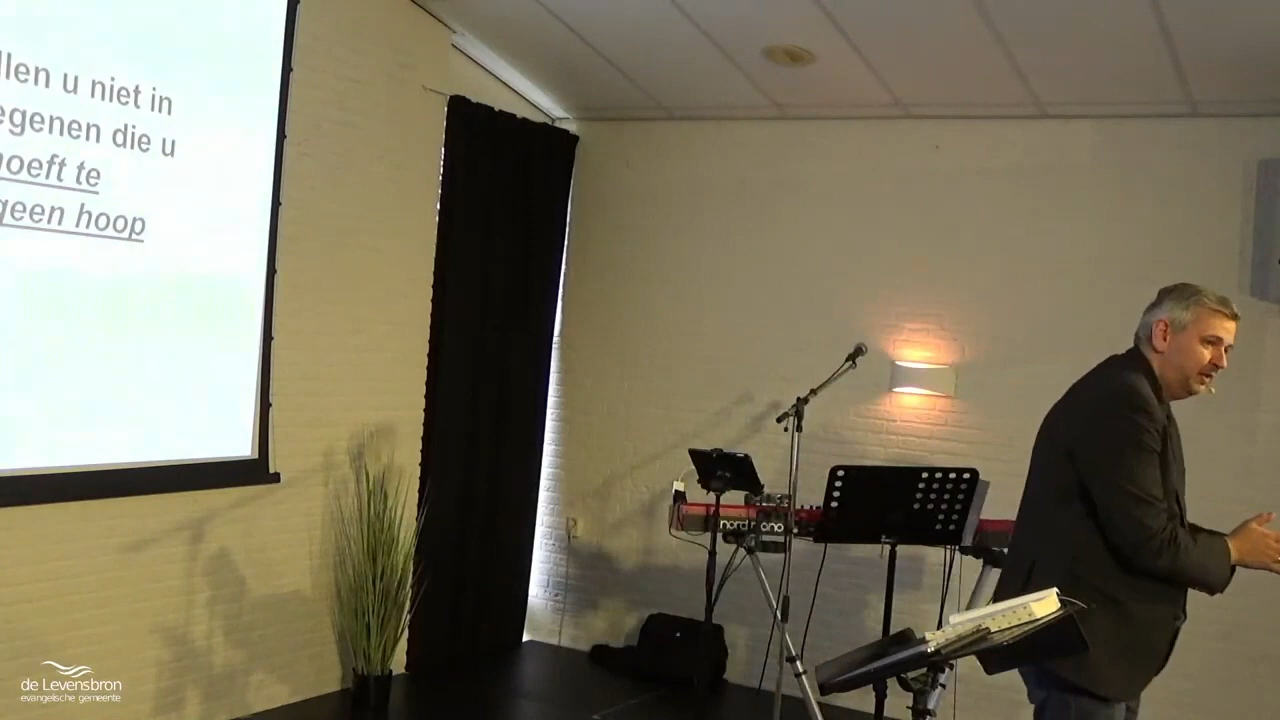 llen u niet in
egenen die u
hoeft te
geen hoop
nord piano
de Levensbron
evangelische gemeente